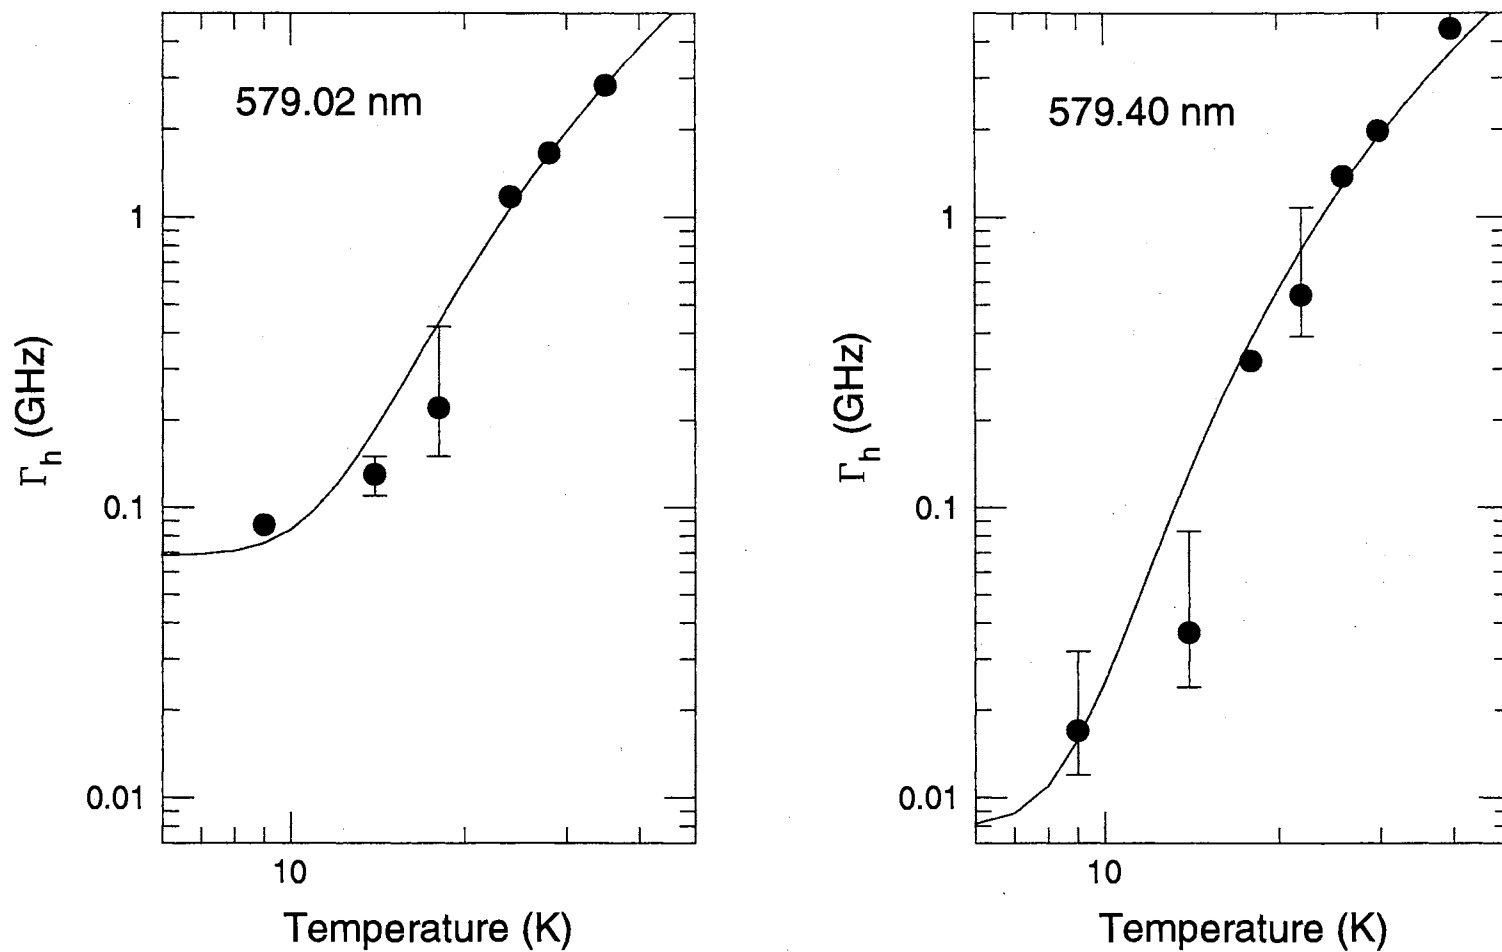 579.02 nm
1
0.1
0.01
10
Γh (GHz)
Temperature (K)
579.40 nm
1
0.1
0.01
10
Γh (GHz)
Temperature (K)